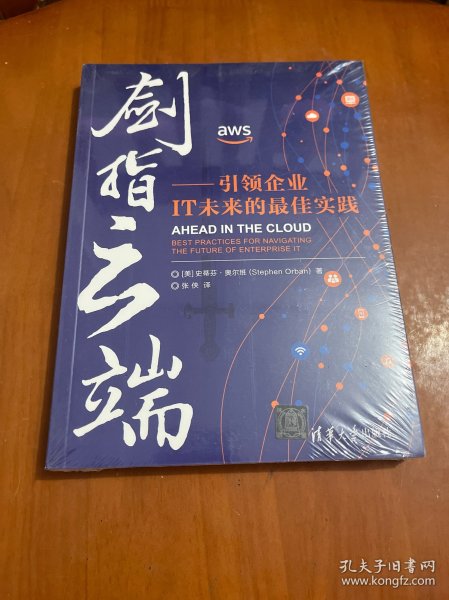 剑指云端
aws
——引领企业
IT未来的最佳实践
AHEAD IN THE CLOUD
BEST PRACTICES FOR NAVIGATING
THE FUTURE OF ENTERPRISE IT
◎ [美] 史蒂芬·奥尔班 (Stephen Orban) 著
◎ 张侠 译
清华大学出版社
孔夫子旧书网
www.kongfz.com